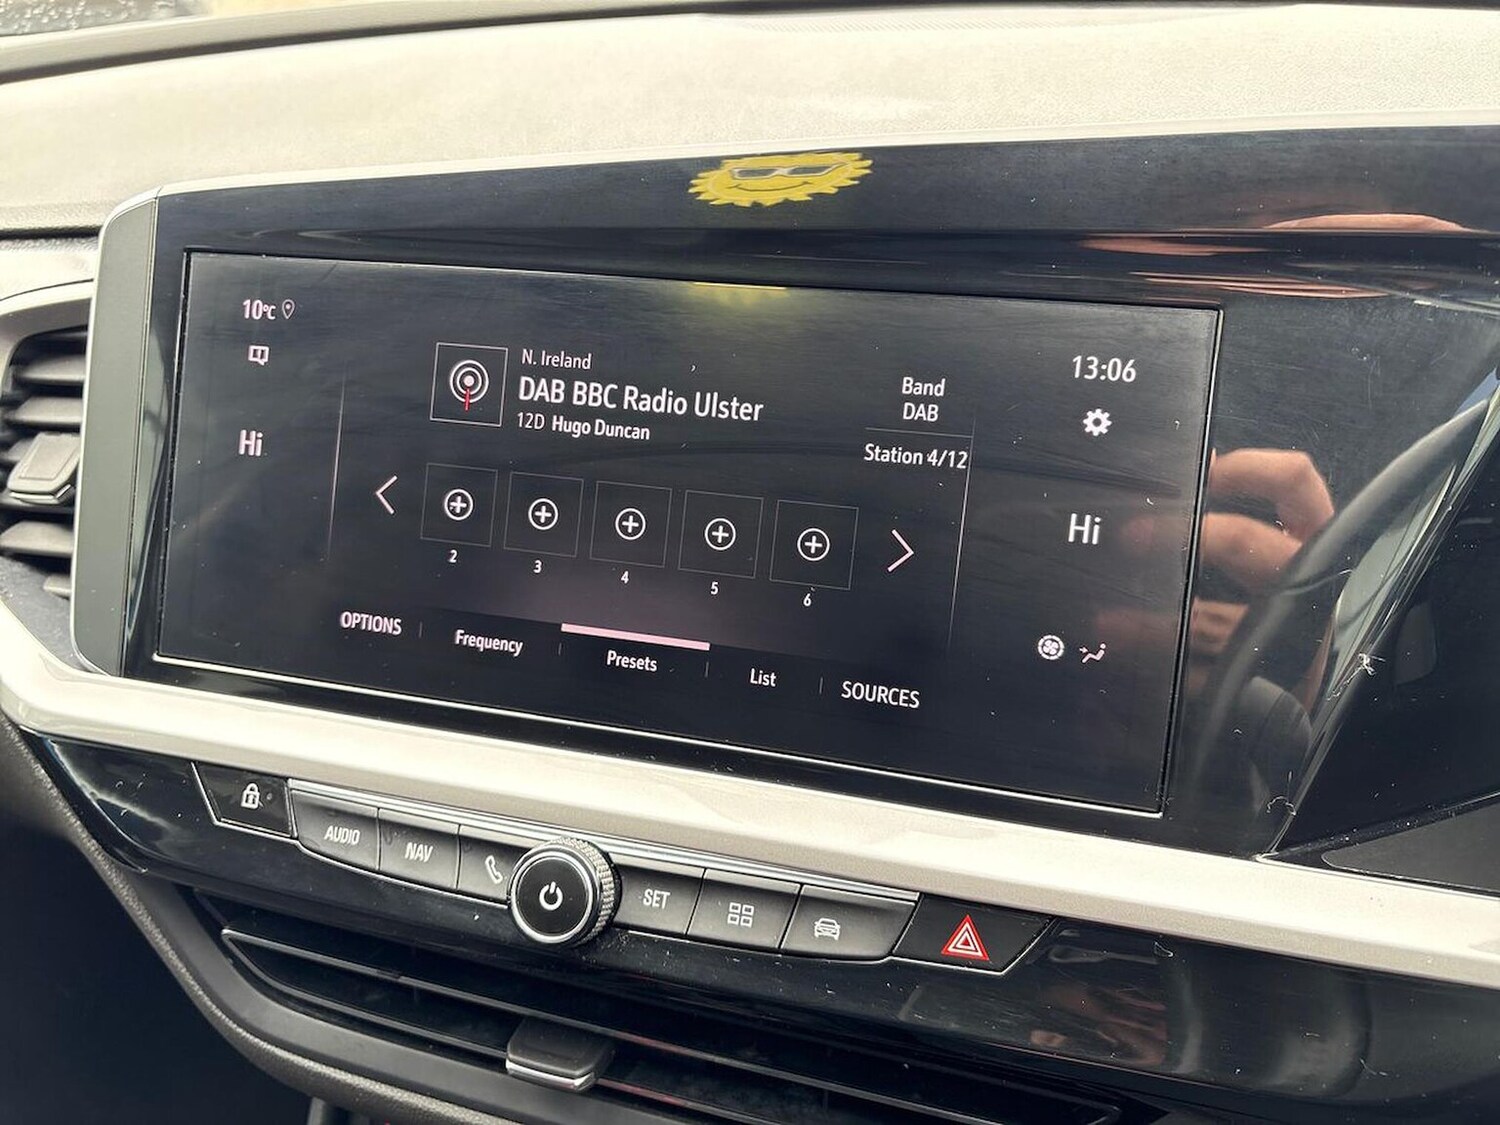 10°C
Hi
N. Ireland
DAB BBC Radio Ulster
12D Hugo Duncan
Band
DAB
Station 4/12
13:06
Hi
2 3 4 5 6
OPTIONS Frequency Presets List SOURCES
AUDIO NAV SET